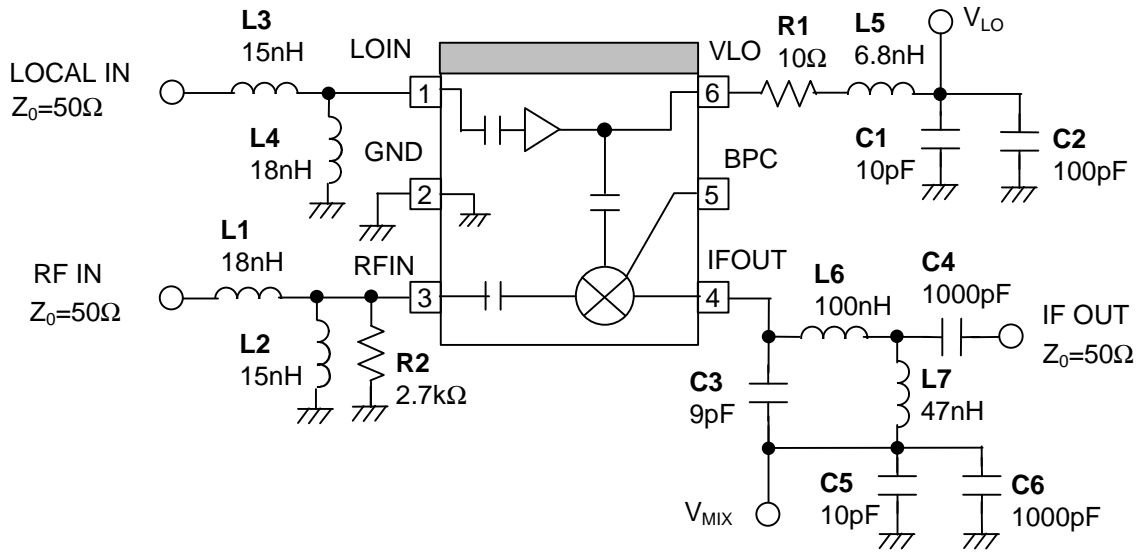 L3
15nH
LOCAL IN
Z0=50Ω
L4
18nH
LOIN
1
GND
2
L1
18nH
RF IN
Z0=50Ω
L2
15nH
R2
2.7kΩ
RFIN
3
VLO
6
BPC
5
IFOUT
4
R1
10Ω
L5
6.8nH
VLO
C1
10pF
C2
100pF
L6
100nH
C4
1000pF
IF OUT
Z0=50Ω
C3
9pF
L7
47nH
VMIX
C5
10pF
C6
1000pF